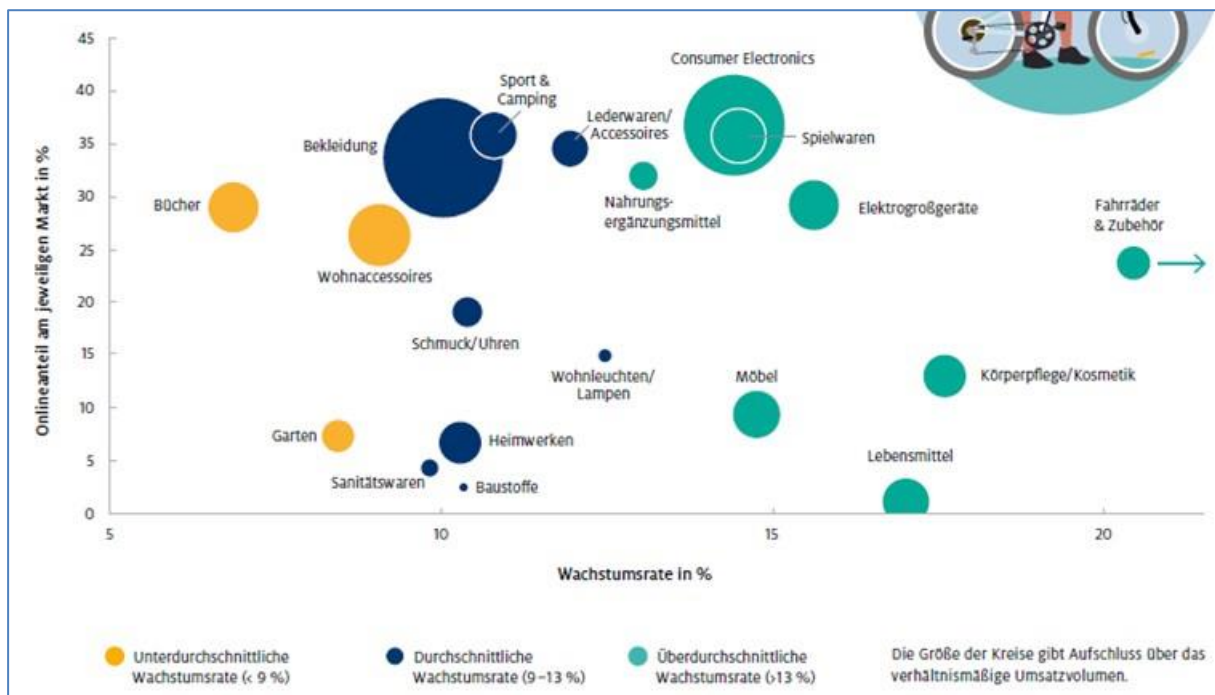 Onlineanteil am jeweiligen Markt in %
45
40
35
30
25
20
15
10
5
0
5
10
15
20
Wachstumsrate in %
Consumer Electronics
Sport &
Camping
Lederwaren/
Accessoires
Bekleidung
Spielwaren
Bücher
Nahrungs-
ergänzungsmittel
Elektrogroßgeräte
Fahrräder
& Zubehör
Wohnaccessoires
Schmuck/Uhren
Wohnleuchten/
Lampen
Möbel
Körperpflege/Kosmetik
Garten
Heimwerken
Lebensmittel
Sanitätswaren
Baustoffe
Unterdurchschnittliche
Wachstumsrate (< 9 %)
Durchschnittliche
Wachstumsrate (9–13 %)
Überdurchschnittliche
Wachstumsrate (>13 %)
Die Größe der Kreise gibt Aufschluss über das
verhältnismäßige Umsatzvolumen.